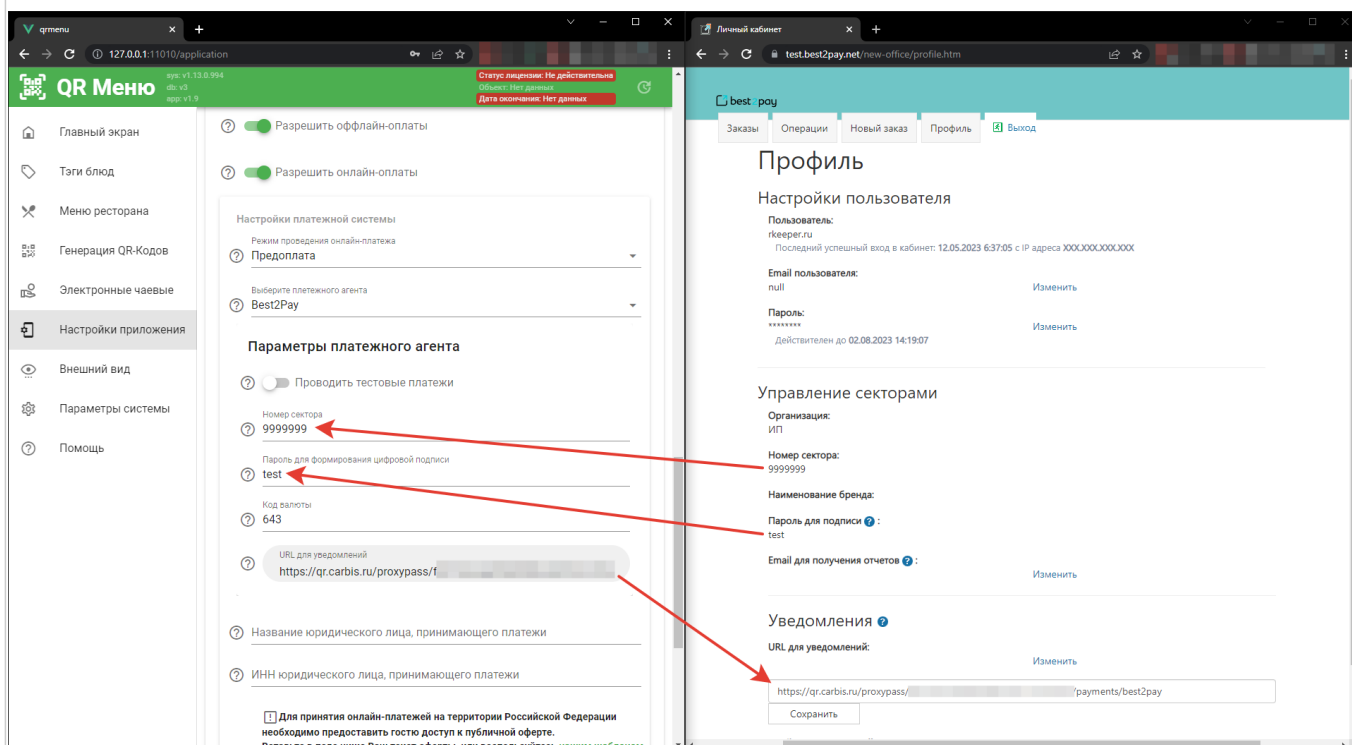 qrmenu
127.0.0.1:11010/application
QR Меню
sys: v1.13.0.994
db: v3
app: v1.9
Статус лицензии: Не действительна
Объект: Нет данных
Дата окончания: Нет данных
Главный экран
Тэги блюд
Меню ресторана
Генерация QR-Кодов
Электронные чаевые
Настройки приложения
Внешний вид
Параметры системы
Помощь
Разрешить оффлайн-оплаты
Разрешить онлайн-оплаты
Настройки платежной системы
Режим проведения онлайн-платежа
Предоплата
Выберите плетежного агента
Best2Pay
Параметры платежного агента
Проводить тестовые платежи
Номер сектора
9999999
Пароль для формирования цифровой подписи
test
Код валюты
643
URL для уведомлений
https://qr.carbis.ru/proxypass/f
Название юридического лица, принимающего платежи
ИНН юридического лица, принимающего платежи
Для принятия онлайн-платежей на территории Российской Федерации
необходимо предоставить гостю доступ к публичной оферте.
Личный кабинет
test.best2pay.net/new-office/profile.htm
best2pay
Заказы
Операции
Новый заказ
Профиль
Выход
Профиль
Настройки пользователя
Пользователь:
rkeeper.ru
Последний успешный вход в кабинет: 12.05.2023 6:37:05 с IP адреса XXX.XXX.XXX.XXX
Email пользователя:
null Изменить
Пароль:
******** Изменить
Действителен до 02.08.2023 14:19:07
Управление секторами
Организация:
ИП
Номер сектора:
9999999
Наименование бренда:
Пароль для подписи ? :
test
Email для получения отчетов ? :
Изменить
Уведомления ?
URL для уведомлений:
Изменить
https://qr.carbis.ru/proxypass/ /payments/best2pay
Сохранить